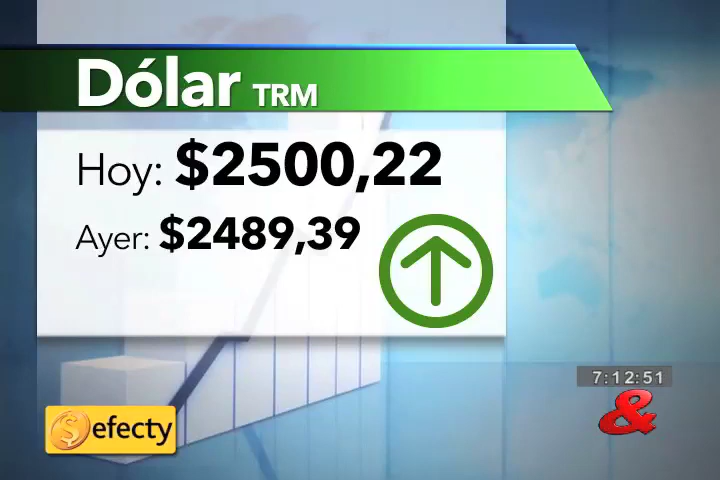 Dólar TRM
Hoy: $2500,22
Ayer: $2489,39
7:12:51
&
$ efecty